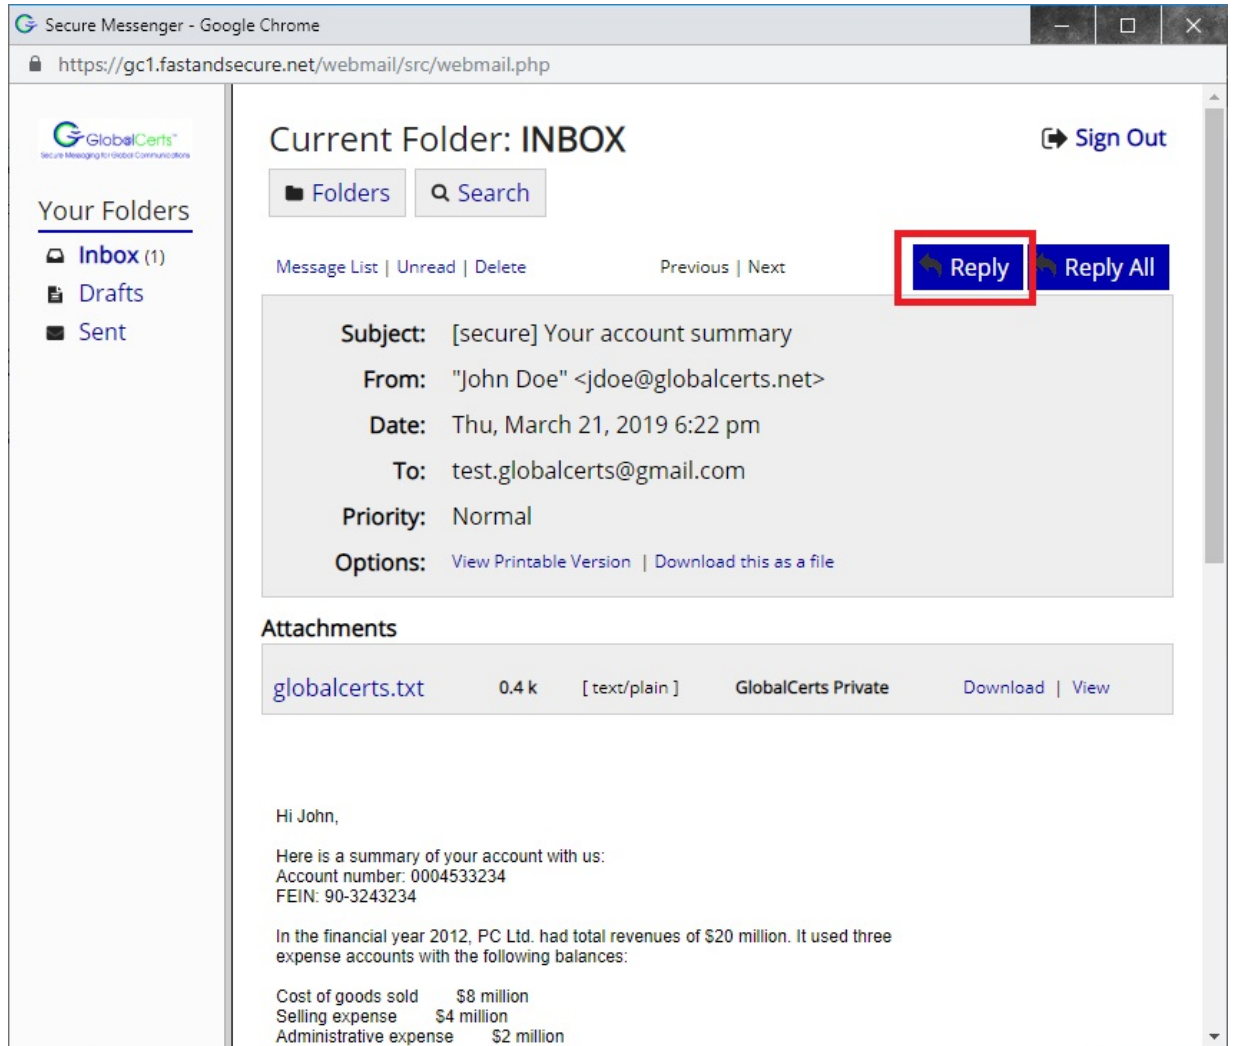 Secure Messenger - Google Chrome
https://gc1.fastandsecure.net/webmail/src/webmail.php
GlobalCerts™
Secure Messaging for Global Communications
Your Folders
Inbox (1)
Drafts
Sent
Current Folder: INBOX
Sign Out
Folders
Search
Message List | Unread | Delete
Previous | Next
Reply
Reply All
Subject: [secure] Your account summary
From: "John Doe" <jdoe@globalcerts.net>
Date: Thu, March 21, 2019 6:22 pm
To: test.globalcerts@gmail.com
Priority: Normal
Options: View Printable Version | Download this as a file
Attachments
globalcerts.txt 0.4 k [ text/plain ] GlobalCerts Private Download | View
Hi John,
Here is a summary of your account with us:
Account number: 0004533234
FEIN: 90-3243234
In the financial year 2012, PC Ltd. had total revenues of $20 million. It used three
expense accounts with the following balances:
Cost of goods sold $8 million
Selling expense $4 million
Administrative expense $2 million